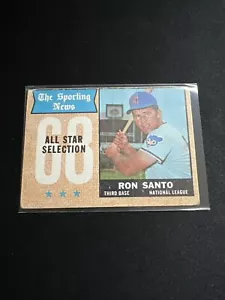 The Sporting News
68
ALL STAR
SELECTION
RON SANTO
THIRD BASE NATIONAL LEAGUE